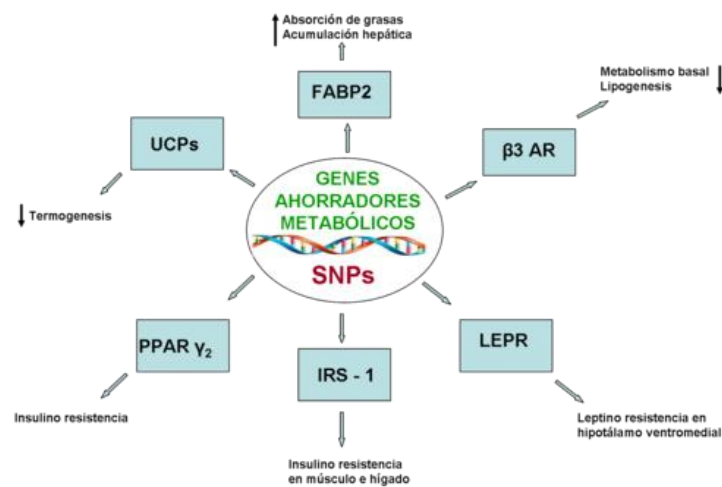 Absorción de grasas
Acumulación hepática
FABP2
Metabolismo basal
Lipogenesis
β3 AR
UCPs
Termogenesis
GENES
AHORRADORES
METABÓLICOS
SNPs
PPAR γ₂
Insulino resistencia
IRS - 1
Insulino resistencia
en músculo e hígado
LEPR
Leptino resistencia en
hipotálamo ventromedial